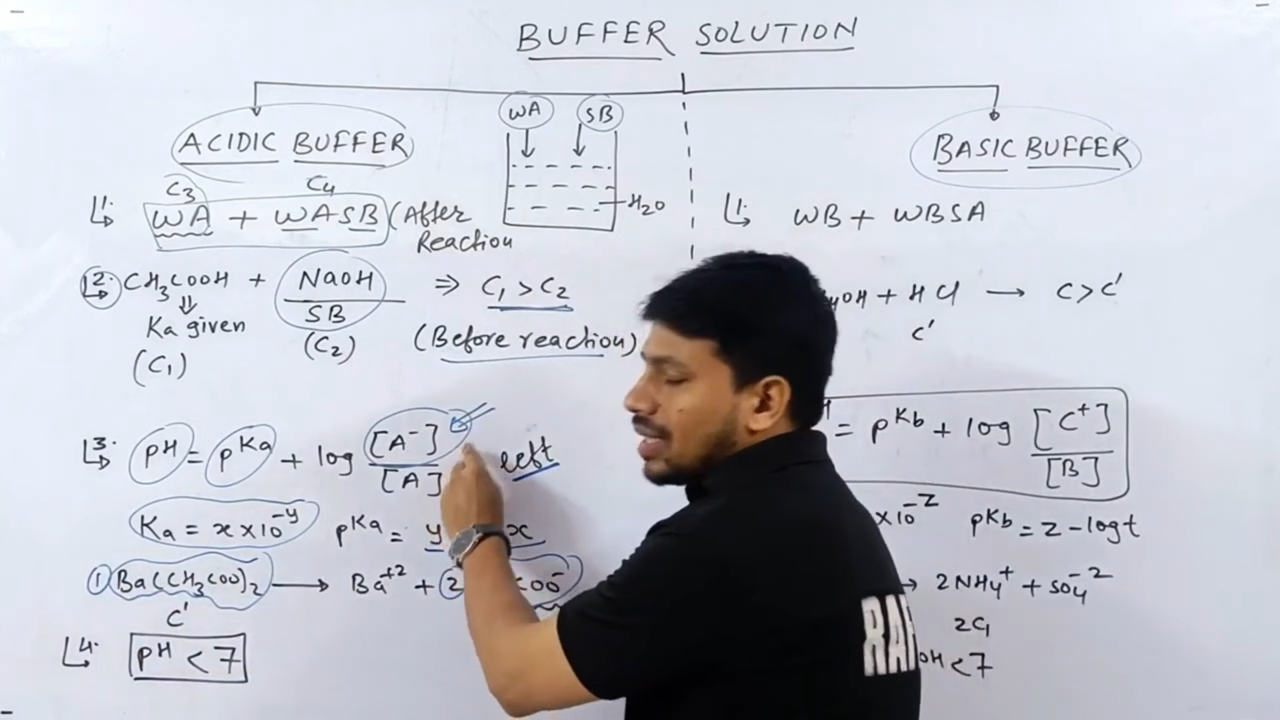 BUFFER SOLUTION
ACIDIC BUFFER
WA SB
H₂O
C₃ C₄
1. WA + WASB (After Reaction
2. CH₃COOH + NaOH ⇒ C₁ > C₂
SB
Ka given
(C₁) (C₂) (Before reaction)
3. pH = pKa + log [A⁻]/[A] left
Ka = x×10⁻ʸ pKa = y x
① Ba(CH₃COO)₂ → Ba⁺² + 2 COO⁻
C'
4. pH < 7
BASIC BUFFER
1. WB + WBSA
OH + HCl → C > C'
C'
= pKb + log [C⁺]/[B]
×10⁻ᶻ pKb = z - log t
→ 2NH₄⁺ + SO₄⁻²
2C₁
OH < 7